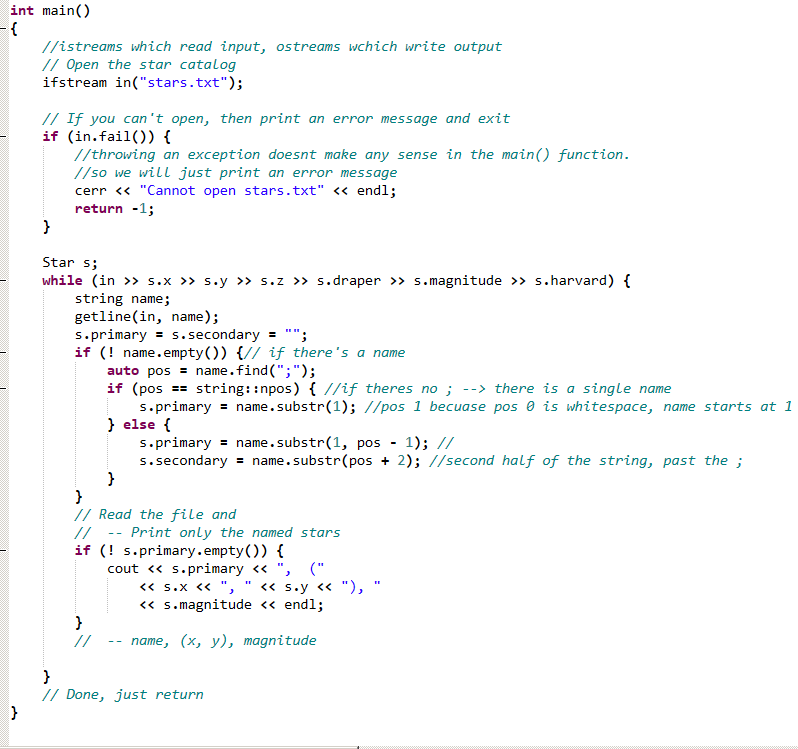 int main()
{
    //istreams which read input, ostreams wchich write output
    // Open the star catalog
    ifstream in("stars.txt");

    // If you can't open, then print an error message and exit
    if (in.fail()) {
        //throwing an exception doesnt make any sense in the main() function.
        //so we will just print an error message
        cerr << "Cannot open stars.txt" << endl;
        return -1;
    }

    Star s;
    while (in >> s.x >> s.y >> s.z >> s.draper >> s.magnitude >> s.harvard) {
        string name;
        getline(in, name);
        s.primary = s.secondary = "";
        if (! name.empty()) {// if there's a name
            auto pos = name.find(";");
            if (pos == string::npos) { //if theres no ; --> there is a single name
                s.primary = name.substr(1); //pos 1 becuase pos 0 is whitespace, name starts at 1
            } else {
                s.primary = name.substr(1, pos - 1); //
                s.secondary = name.substr(pos + 2); //second half of the string, past the ;
            }
        }
        // Read the file and
        //  -- Print only the named stars
        if (! s.primary.empty()) {
            cout << s.primary << ",  ("
                << s.x << ", " << s.y << "), "
                << s.magnitude << endl;
        }
        //  -- name, (x, y), magnitude

    }
    // Done, just return
}